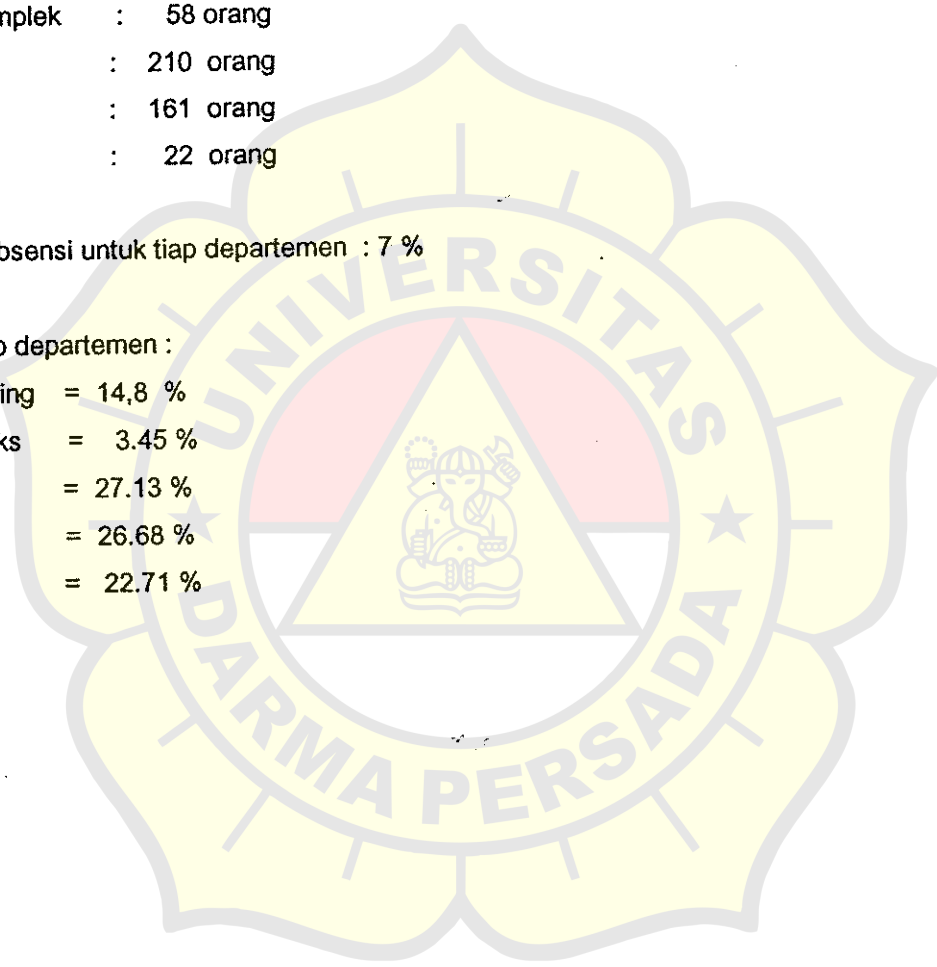 mplek : 58 orang
: 210 orang
: 161 orang
: 22 orang
bsensi untuk tiap departemen : 7 %
p departemen :
ing = 14,8 %
ks = 3.45 %
= 27.13 %
= 26.68 %
= 22.71 %
UNIVERSITAS
DARMA PERSADA